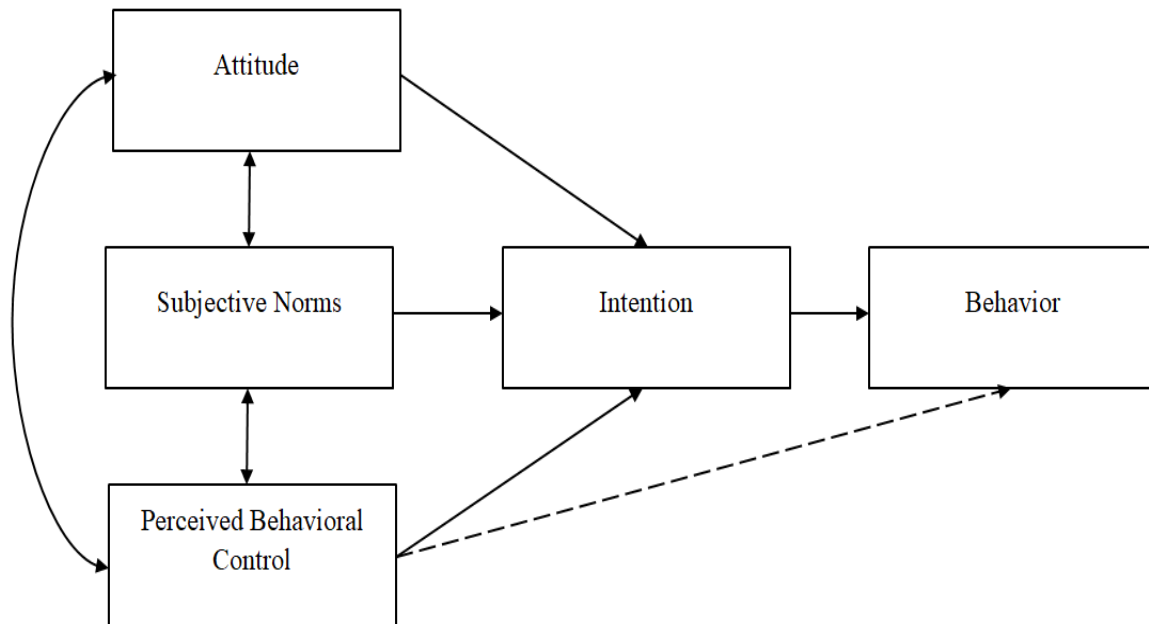 Attitude
Subjective Norms
Intention
Behavior
Perceived Behavioral
Control